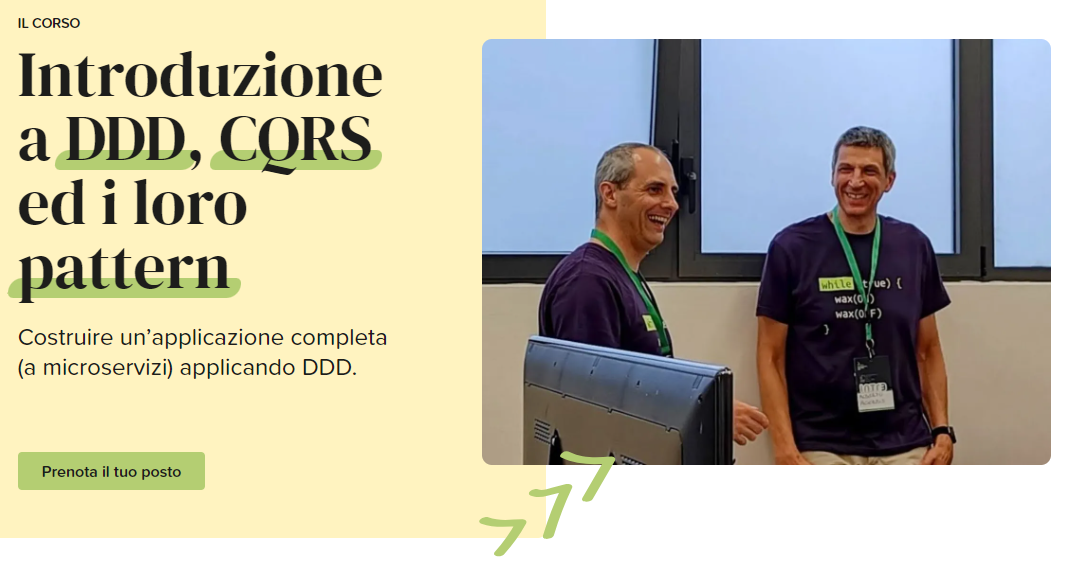 IL CORSO
Introduzione
a DDD, CQRS
ed i loro
pattern
Costruire un’applicazione completa
(a microservizi) applicando DDD.
Prenota il tuo posto
while(true) {
wax(On)
wax(OFF)
}